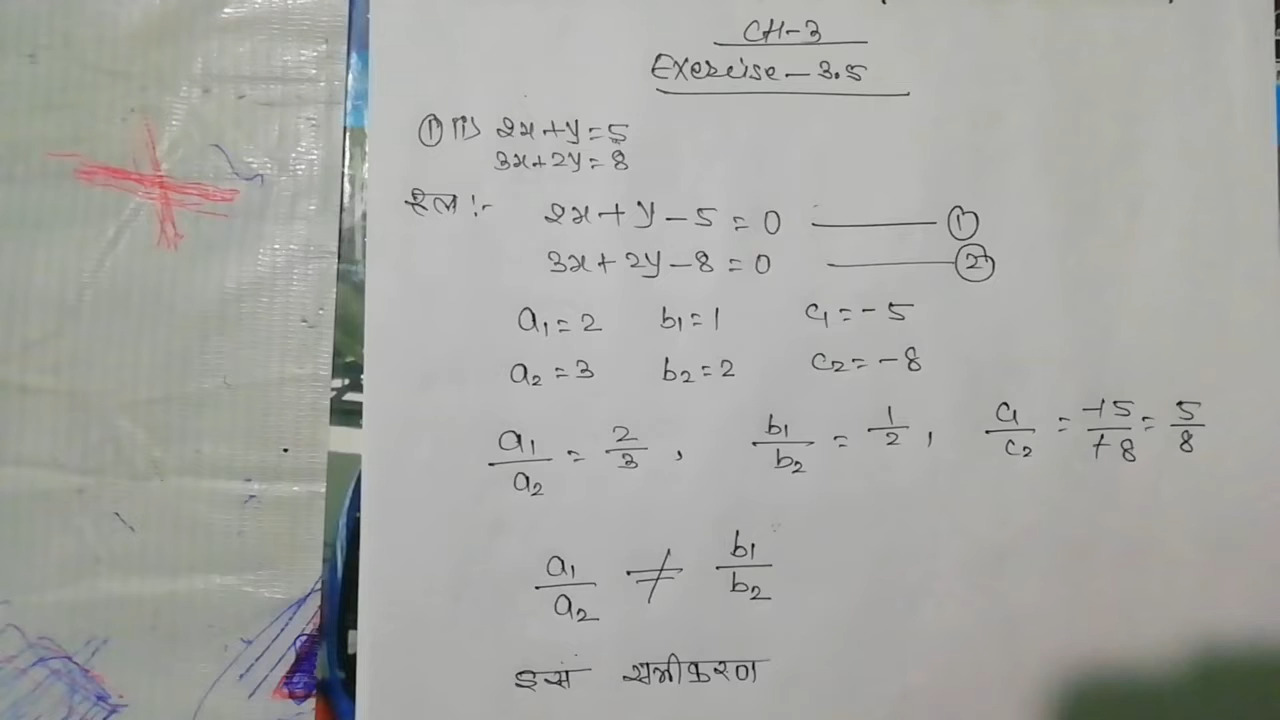 CH-3
Exercise - 3.5
① ii) 2x+y=5
3x+2y=8
हल :-
2x+y-5=0 ——— ①
3x+2y-8=0 ——— ②
a₁=2 b₁=1 c₁=-5
a₂=3 b₂=2 c₂=-8
a₁/a₂ = 2/3, b₁/b₂ = 1/2, c₁/c₂ = -5/-8 = 5/8
a₁/a₂ ≠ b₁/b₂
इस समीकरण